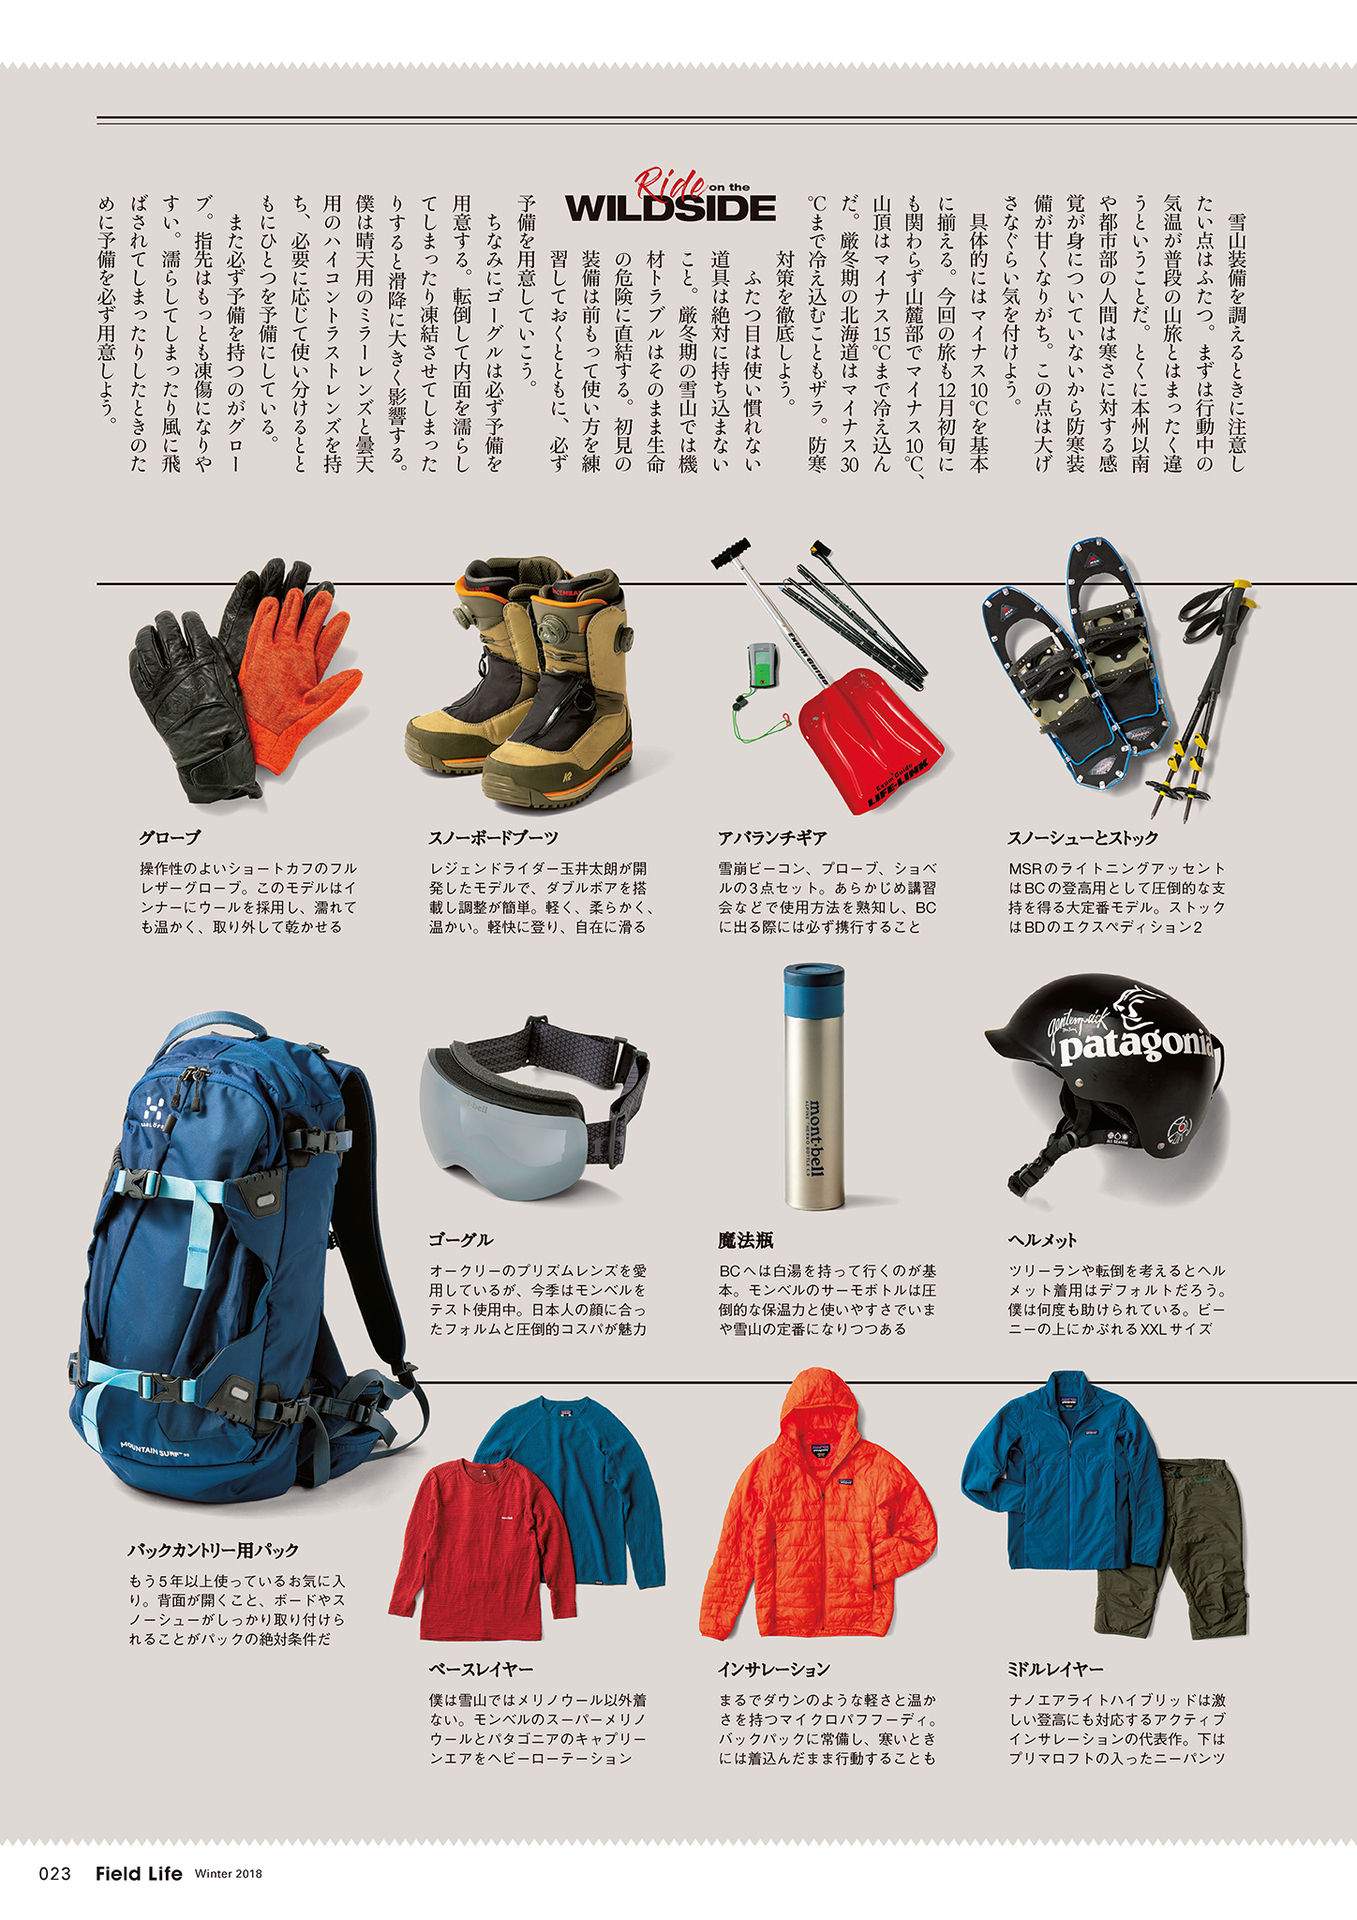 Ride on the
WILDSIDE
雪山装備を調えるときに注意し
たい点はふたつ。まずは行動中の
気温が普段の山旅とはまったく違
うということだ。とくに本州以南
や都市部の人間は寒さに対する感
覚が身についていないから防寒装
備が甘くなりがち。この点は大げ
さなぐらい気を付けよう。
具体的にはマイナス10℃を基本
に揃える。今回の旅も12月初旬に
も関わらず山麓部でマイナス10℃、
山頂はマイナス15℃まで冷え込ん
だ。厳冬期の北海道はマイナス30
℃まで冷え込むこともザラ。防寒
対策を徹底しよう。
ふたつ目は使い慣れない
道具は絶対に持ち込まない
こと。厳冬期の雪山では機
材トラブルはそのまま生命
の危険に直結する。初見の
装備は前もって使い方を練
習しておくとともに、必ず
予備を用意していこう。
ちなみにゴーグルは必ず予備を
用意する。転倒して内面を濡らし
てしまったり凍結させてしまった
りすると滑降に大きく影響する。
僕は晴天用のミラーレンズと曇天
用のハイコントラストレンズを持
ち、必要に応じて使い分けるとと
もにひとつを予備にしている。
また必ず予備を持つのがグロー
ブ。指先はもっとも凍傷になりや
すい。濡らしてしまったり風に飛
ばされてしまったりしたときのた
めに予備を必ず用意しよう。
K2
Exum Guide
Exum Guide
LIFE-LINK
MSR
グローブ
操作性のよいショートカフのフル
レザーグローブ。このモデルはイ
ンナーにウールを採用し、濡れて
も温かく、取り外して乾かせる
スノーボードブーツ
レジェンドライダー玉井太朗が開
発したモデルで、ダブルボアを搭
載し調整が簡単。軽く、柔らかく、
温かい。軽快に登り、自在に滑る
アバランチギア
雪崩ビーコン、プローブ、ショベ
ルの3点セット。あらかじめ講習
会などで使用方法を熟知し、BC
に出る際には必ず携行すること
スノーシューとストック
MSRのライトニングアッセント
はBCの登高用として圧倒的な支
持を得る大定番モデル。ストック
はBDのエクスペディション2
HAGLÖFS
MOUNTAIN SURF
mont-bell
mont-bell
ALPINE THERMO BOTTLE 0.9
gentemstick
patagonia
ALL SEASON
ゴーグル
オークリーのプリズムレンズを愛
用しているが、今季はモンベルを
テスト使用中。日本人の顔に合っ
たフォルムと圧倒的コスパが魅力
魔法瓶
BCへは白湯を持って行くのが基
本。モンベルのサーモボトルは圧
倒的な保温力と使いやすさでいま
や雪山の定番になりつつある
ヘルメット
ツリーランや転倒を考えるとヘル
メット着用はデフォルトだろう。
僕は何度も助けられている。ビー
ニーの上にかぶれるXXLサイズ
バックカントリー用パック
もう5年以上使っているお気に入
り。背面が開くこと、ボードやス
ノーシューがしっかり取り付けら
れることがパックの絶対条件だ
patagonia
ベースレイヤー
僕は雪山ではメリノウール以外着
ない。モンベルのスーパーメリノ
ウールとパタゴニアのキャプリー
ンエアをヘビーローテーション
インサレーション
まるでダウンのような軽さと温か
さを持つマイクロパフフーディ。
バックパックに常備し、寒いとき
には着込んだまま行動することも
ミドルレイヤー
ナノエアライトハイブリッドは激
しい登高にも対応するアクティブ
インサレーションの代表作。下は
プリマロフトの入ったニーパンツ
023 Field Life Winter 2018